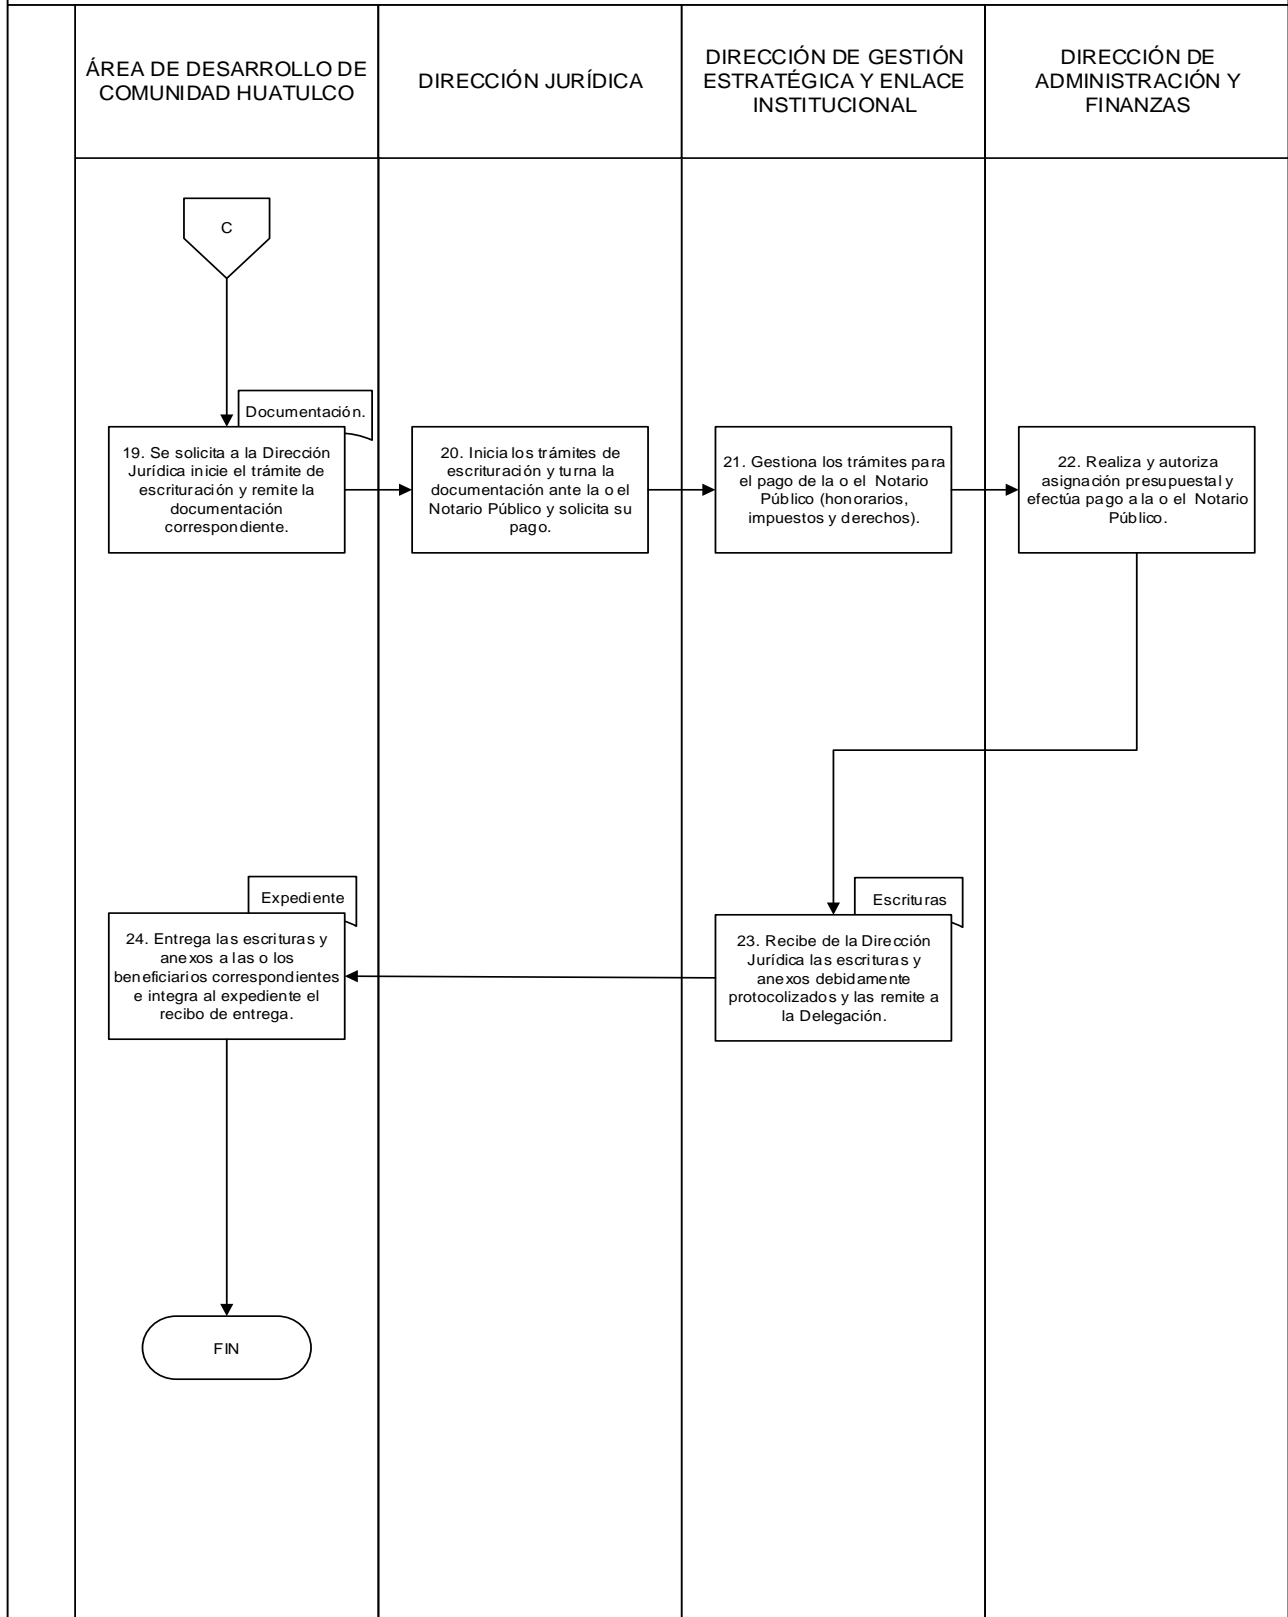 ÁREA DE DESARROLLO DE
COMUNIDAD HUATULCO
DIRECCIÓN JURÍDICA
DIRECCIÓN DE GESTIÓN
ESTRATÉGICA Y ENLACE
INSTITUCIONAL
DIRECCIÓN DE
ADMINISTRACIÓN Y
FINANZAS
C
Documentación.
19. Se solicita a la Dirección
Jurídica inicie el trámite de
escrituración y remite la
documentación
correspondiente.
20. Inicia los trámites de
escrituración y turna la
documentación ante la o el
Notario Público y solicita su
pago.
21. Gestiona los trámites para
el pago de la o el Notario
Público (honorarios,
impuestos y derechos).
22. Realiza y autoriza
asignación presupuestal y
efectúa pago a la o el Notario
Público.
Expediente
24. Entrega las escrituras y
anexos a las o los
beneficiarios correspondientes
e integra al expediente el
recibo de entrega.
Escrituras
23. Recibe de la Dirección
Jurídica las escrituras y
anexos debidamente
protocolizados y las remite a
la Delegación.
FIN